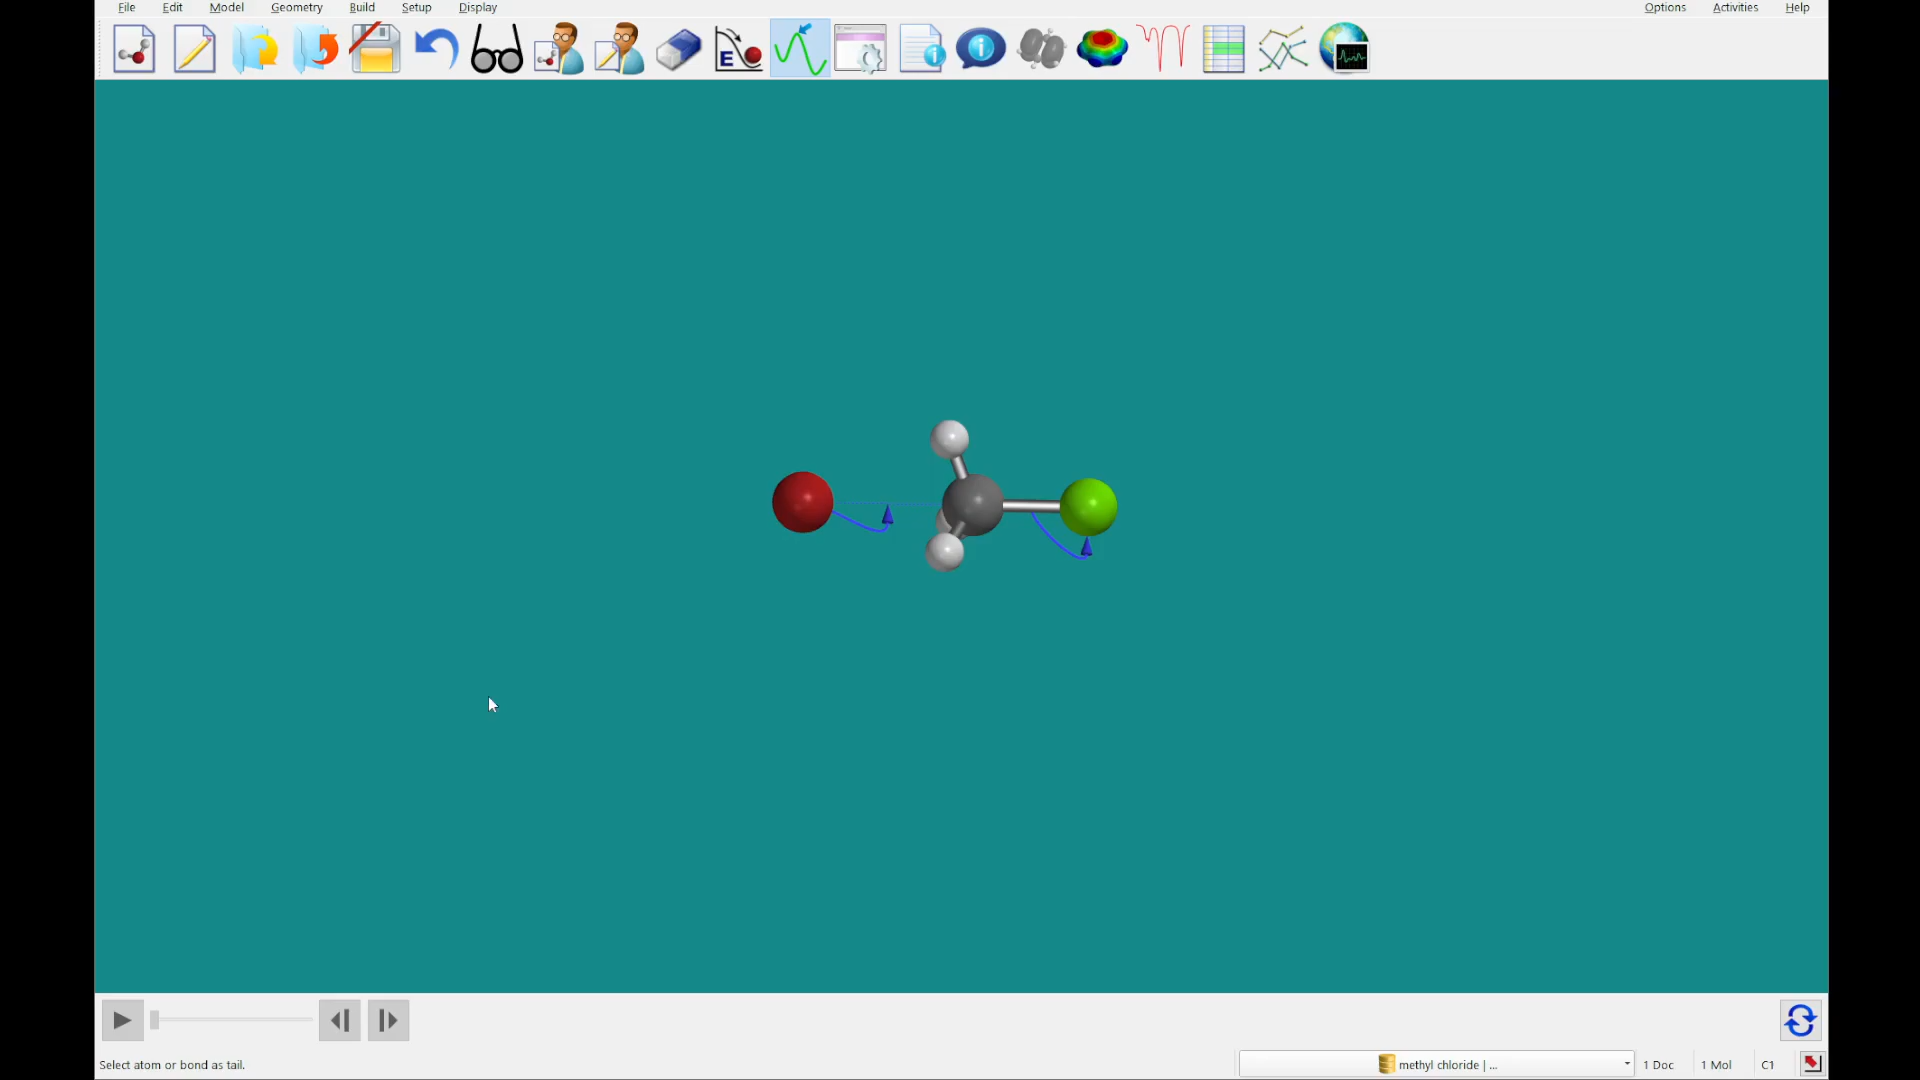 File Edit Model Geometry Build Setup Display Options Activities Help
E
Select atom or bond as tail. methyl chloride | ... 1 Doc 1 Mol C1